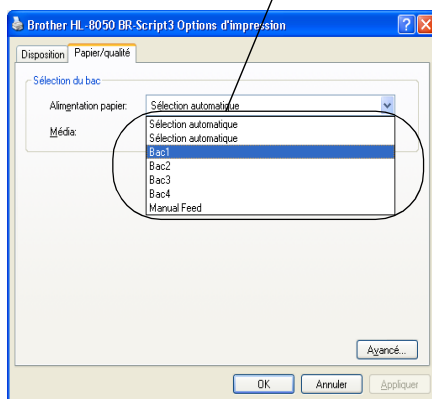 Brother HL-8050 BR-Script3 Options d'impression
Disposition Papier/qualité
Sélection du bac
Alimentation papier: Sélection automatique
Média:
Sélection automatique
Sélection automatique
Bac1
Bac2
Bac3
Bac4
Manual Feed
Avancé...
OK Annuler Appliquer